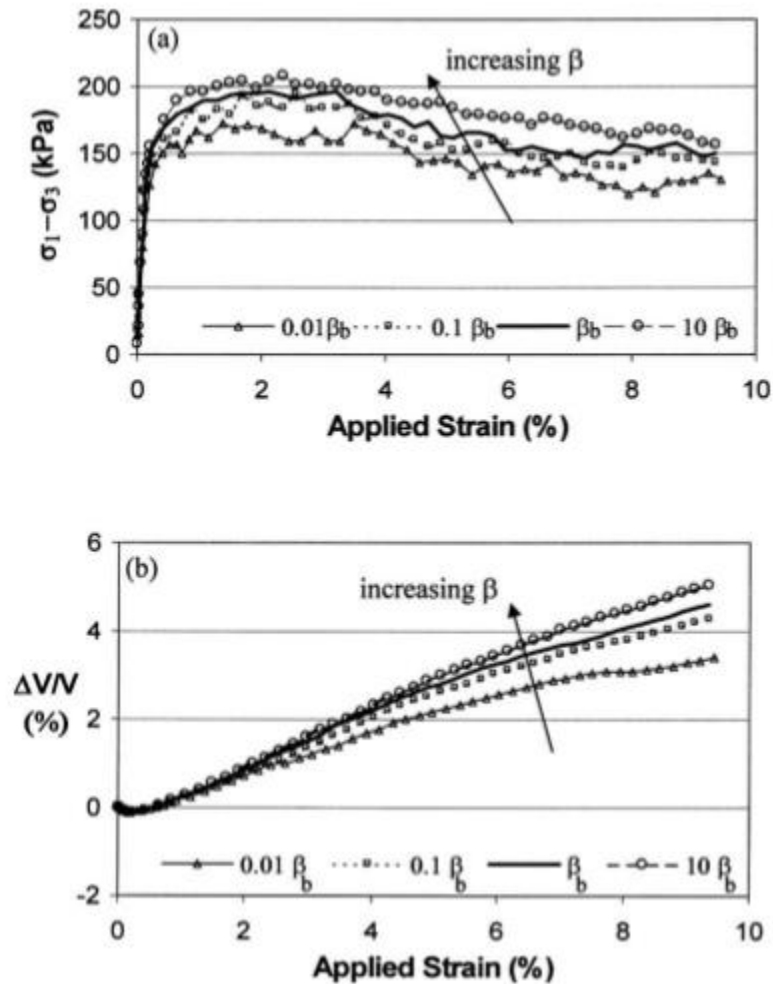 250
(a)
increasing β
200
150
100
50
0
σ₁−σ₃ (kPa)
0.01βb 0.1 βb βb 10 βb
0 2 4 6 8 10
Applied Strain (%)
6
(b)
increasing β
4
ΔV/V
(%)
2
0
0.01 βb 0.1 βb βb 10 βb
-2
0 2 4 6 8 10
Applied Strain (%)